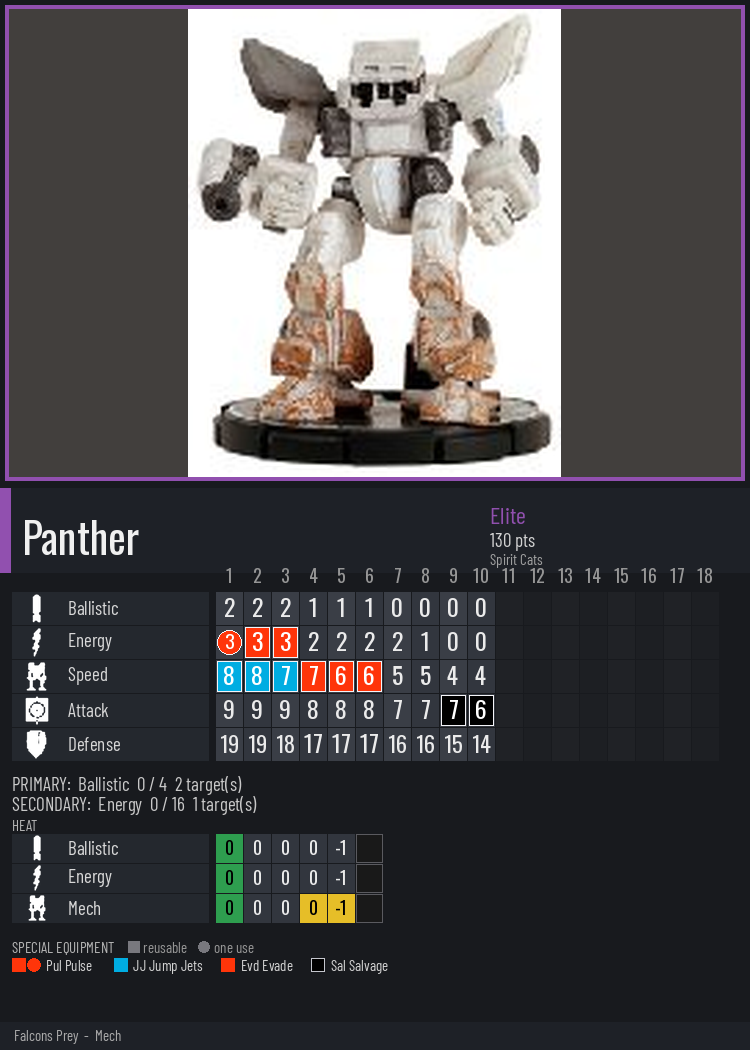 Panther
Elite
130 pts
Spirit Cats
1 2 3 4 5 6 7 8 9 10 11 12 13 14 15 16 17 18
Ballistic 2 2 2 1 1 1 0 0 0 0
Energy 3 3 3 2 2 2 2 1 0 0
Speed 8 8 7 7 6 6 5 5 4 4
Attack 9 9 9 8 8 8 7 7 7 6
Defense 19 19 18 17 17 17 16 16 15 14
PRIMARY: Ballistic 0 / 4 2 target(s)
SECONDARY: Energy 0 / 16 1 target(s)
HEAT
Ballistic 0 0 0 0 -1
Energy 0 0 0 0 -1
Mech 0 0 0 0 -1
SPECIAL EQUIPMENT reusable one use
Pul Pulse JJ Jump Jets Evd Evade Sal Salvage
Falcons Prey - Mech